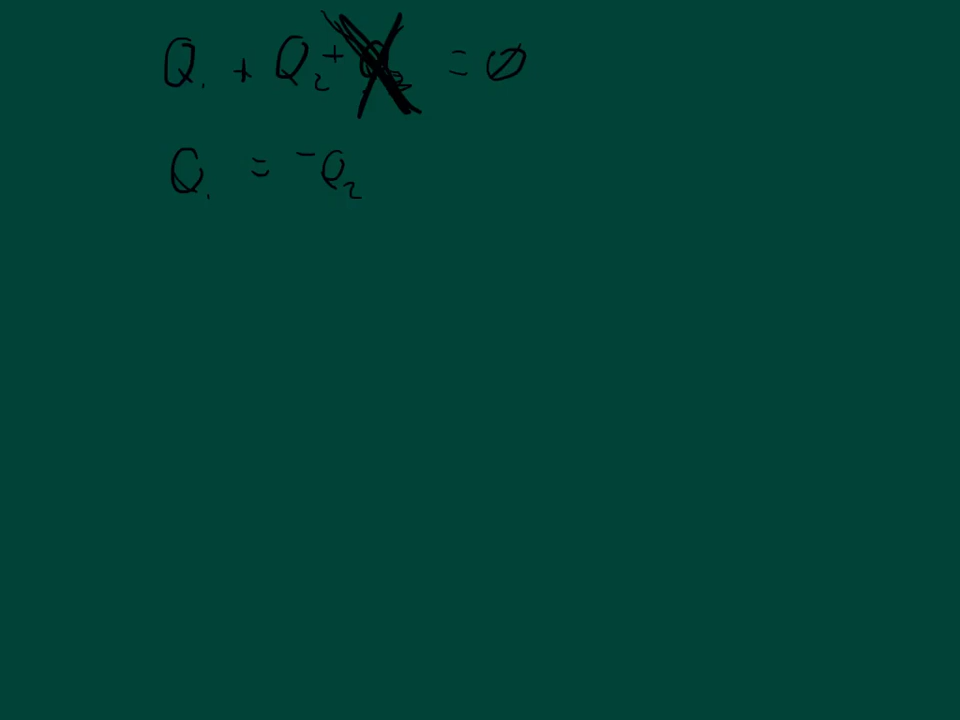 Q₁ + Q₂ + = ∅
Q₁ = ⁻Q₂